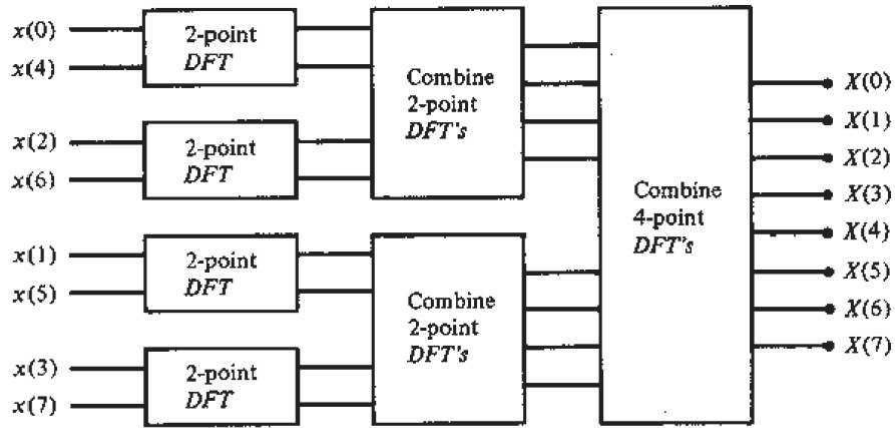 x(0)
x(4)
2-point
DFT
x(2)
x(6)
2-point
DFT
x(1)
x(5)
2-point
DFT
x(3)
x(7)
2-point
DFT
Combine
2-point
DFT's
Combine
2-point
DFT's
Combine
4-point
DFT's
X(0)
X(1)
X(2)
X(3)
X(4)
X(5)
X(6)
X(7)